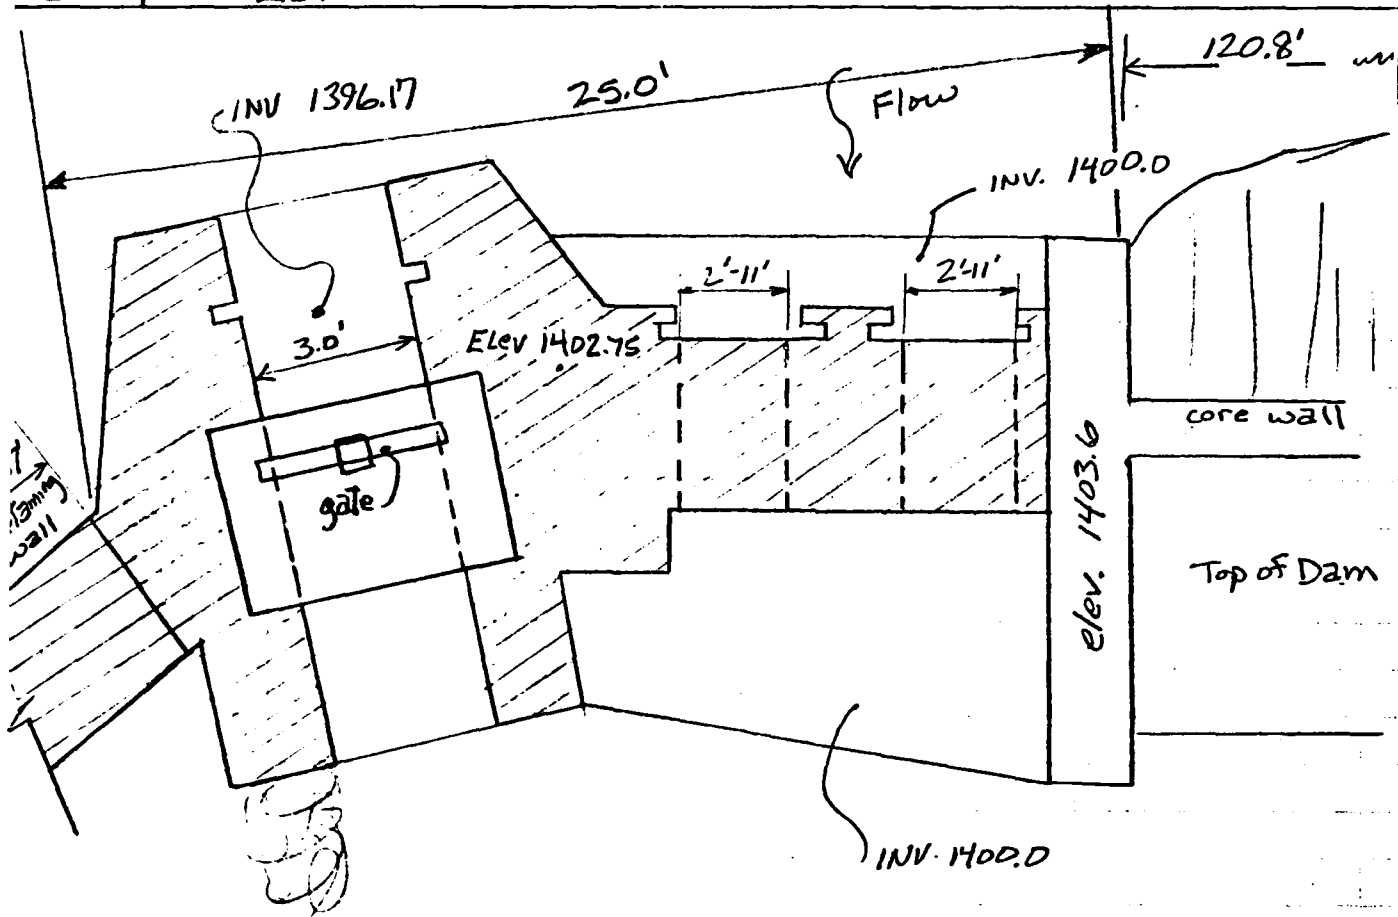 120.8'
INV 1396.17
25.0'
Flow
INV. 1400.0
2'-11'
2'-11'
3.0'
Elev 1402.75
core wall
gate
wall
elev. 1403.6
Top of Dam
INV. 1400.0